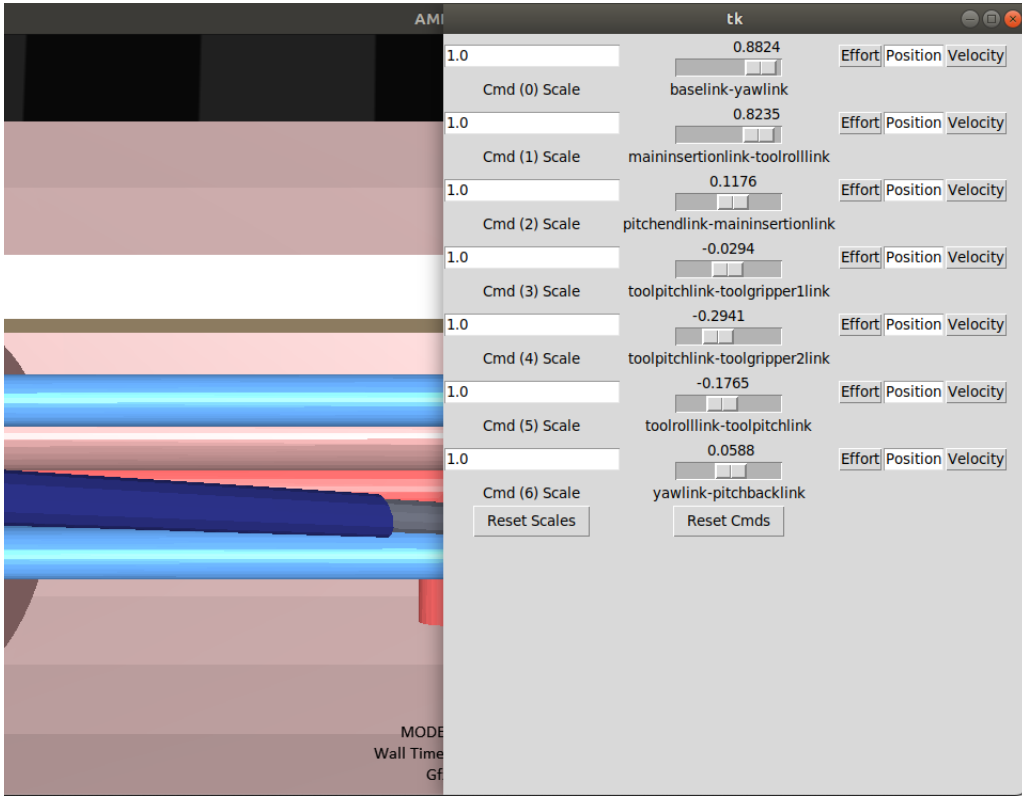 AM
tk
1.0
0.8824
Effort Position Velocity
Cmd (0) Scale
baselink-yawlink
1.0
0.8235
Effort Position Velocity
Cmd (1) Scale
maininsertionlink-toolrolllink
1.0
0.1176
Effort Position Velocity
Cmd (2) Scale
pitchendlink-maininsertionlink
1.0
-0.0294
Effort Position Velocity
Cmd (3) Scale
toolpitchlink-toolgripper1link
1.0
-0.2941
Effort Position Velocity
Cmd (4) Scale
toolpitchlink-toolgripper2link
1.0
-0.1765
Effort Position Velocity
Cmd (5) Scale
toolrolllink-toolpitchlink
1.0
0.0588
Effort Position Velocity
Cmd (6) Scale
yawlink-pitchbacklink
Reset Scales
Reset Cmds
MODE
Wall Time
Gf